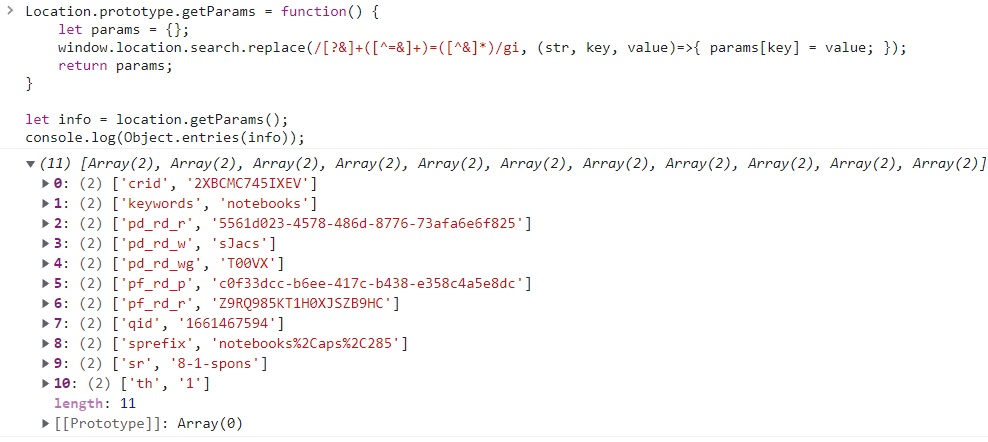 > Location.prototype.getParams = function() {
let params = {};
window.location.search.replace(/[?&]+([^=&]+)=([^&]*)/gi, (str, key, value)=>{ params[key] = value; });
return params;
}
let info = location.getParams();
console.log(Object.entries(info));
▼ (11) [Array(2), Array(2), Array(2), Array(2), Array(2), Array(2), Array(2), Array(2), Array(2), Array(2), Array(2)]
▶ 0: (2) ['crid', '2XBCMC745IXEV']
▶ 1: (2) ['keywords', 'notebooks']
▶ 2: (2) ['pd_rd_r', '5561d023-4578-486d-8776-73afa6e6f825']
▶ 3: (2) ['pd_rd_w', 'sJacs']
▶ 4: (2) ['pd_rd_wg', 'T00VX']
▶ 5: (2) ['pf_rd_p', 'c0f33dcc-b6ee-417c-b438-e358c4a5e8dc']
▶ 6: (2) ['pf_rd_r', 'Z9RQ985KT1H0XJSZB9HC']
▶ 7: (2) ['qid', '1661467594']
▶ 8: (2) ['sprefix', 'notebooks%2Caps%2C285']
▶ 9: (2) ['sr', '8-1-spons']
▶ 10: (2) ['th', '1']
length: 11
▶ [[Prototype]]: Array(0)